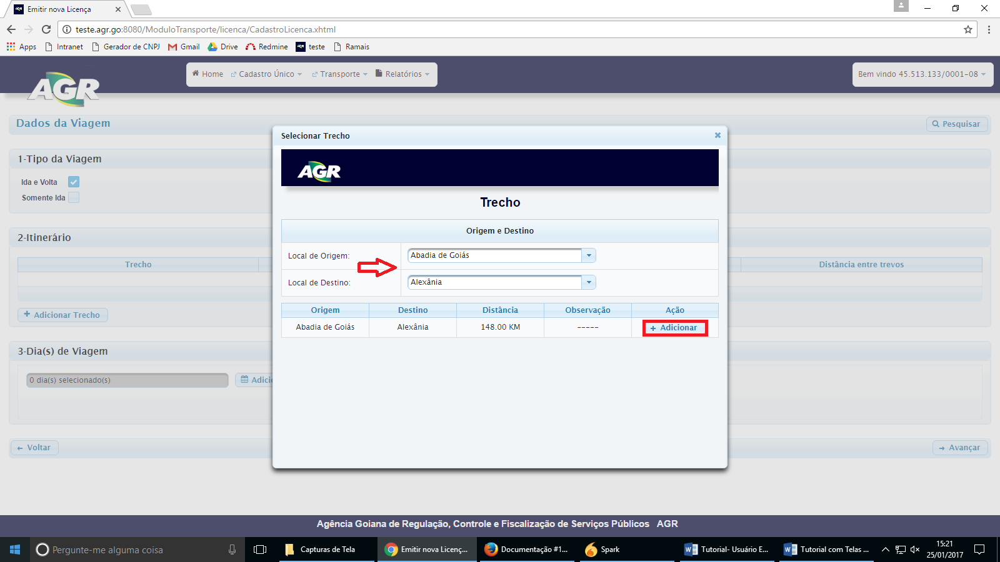 Emitir nova Licença
teste.agr.go:8080/ModuloTransporte/licenca/CadastroLicenca.xhtml
Apps Intranet Gerador de CNPJ Gmail Drive Redmine AGR teste Ramais
AGR
Home Cadastro Único Transporte Relatórios
Bem vindo 45.513.133/0001-08
Dados da Viagem
Pesquisar
1-Tipo da Viagem
Ida e Volta
Somente Ida
2-Itinerário
Trecho
Distância entre trevos
Adicionar Trecho
3-Dia(s) de Viagem
0 dia(s) selecionado(s)
Adici
Voltar
Avançar
Selecionar Trecho
AGR
Trecho
Origem e Destino
Local de Origem: Abadia de Goiás
Local de Destino: Alexânia
Origem Destino Distância Observação Ação
Abadia de Goiás Alexânia 148.00 KM ----- + Adicionar
Agência Goiana de Regulação, Controle e Fiscalização de Serviços Públicos AGR
Pergunte-me alguma coisa
Capturas de Tela
Emitir nova Licenç...
Documentação #1...
Spark
Tutorial- Usuário E...
Tutorial com Telas ...
15:21
25/01/2017